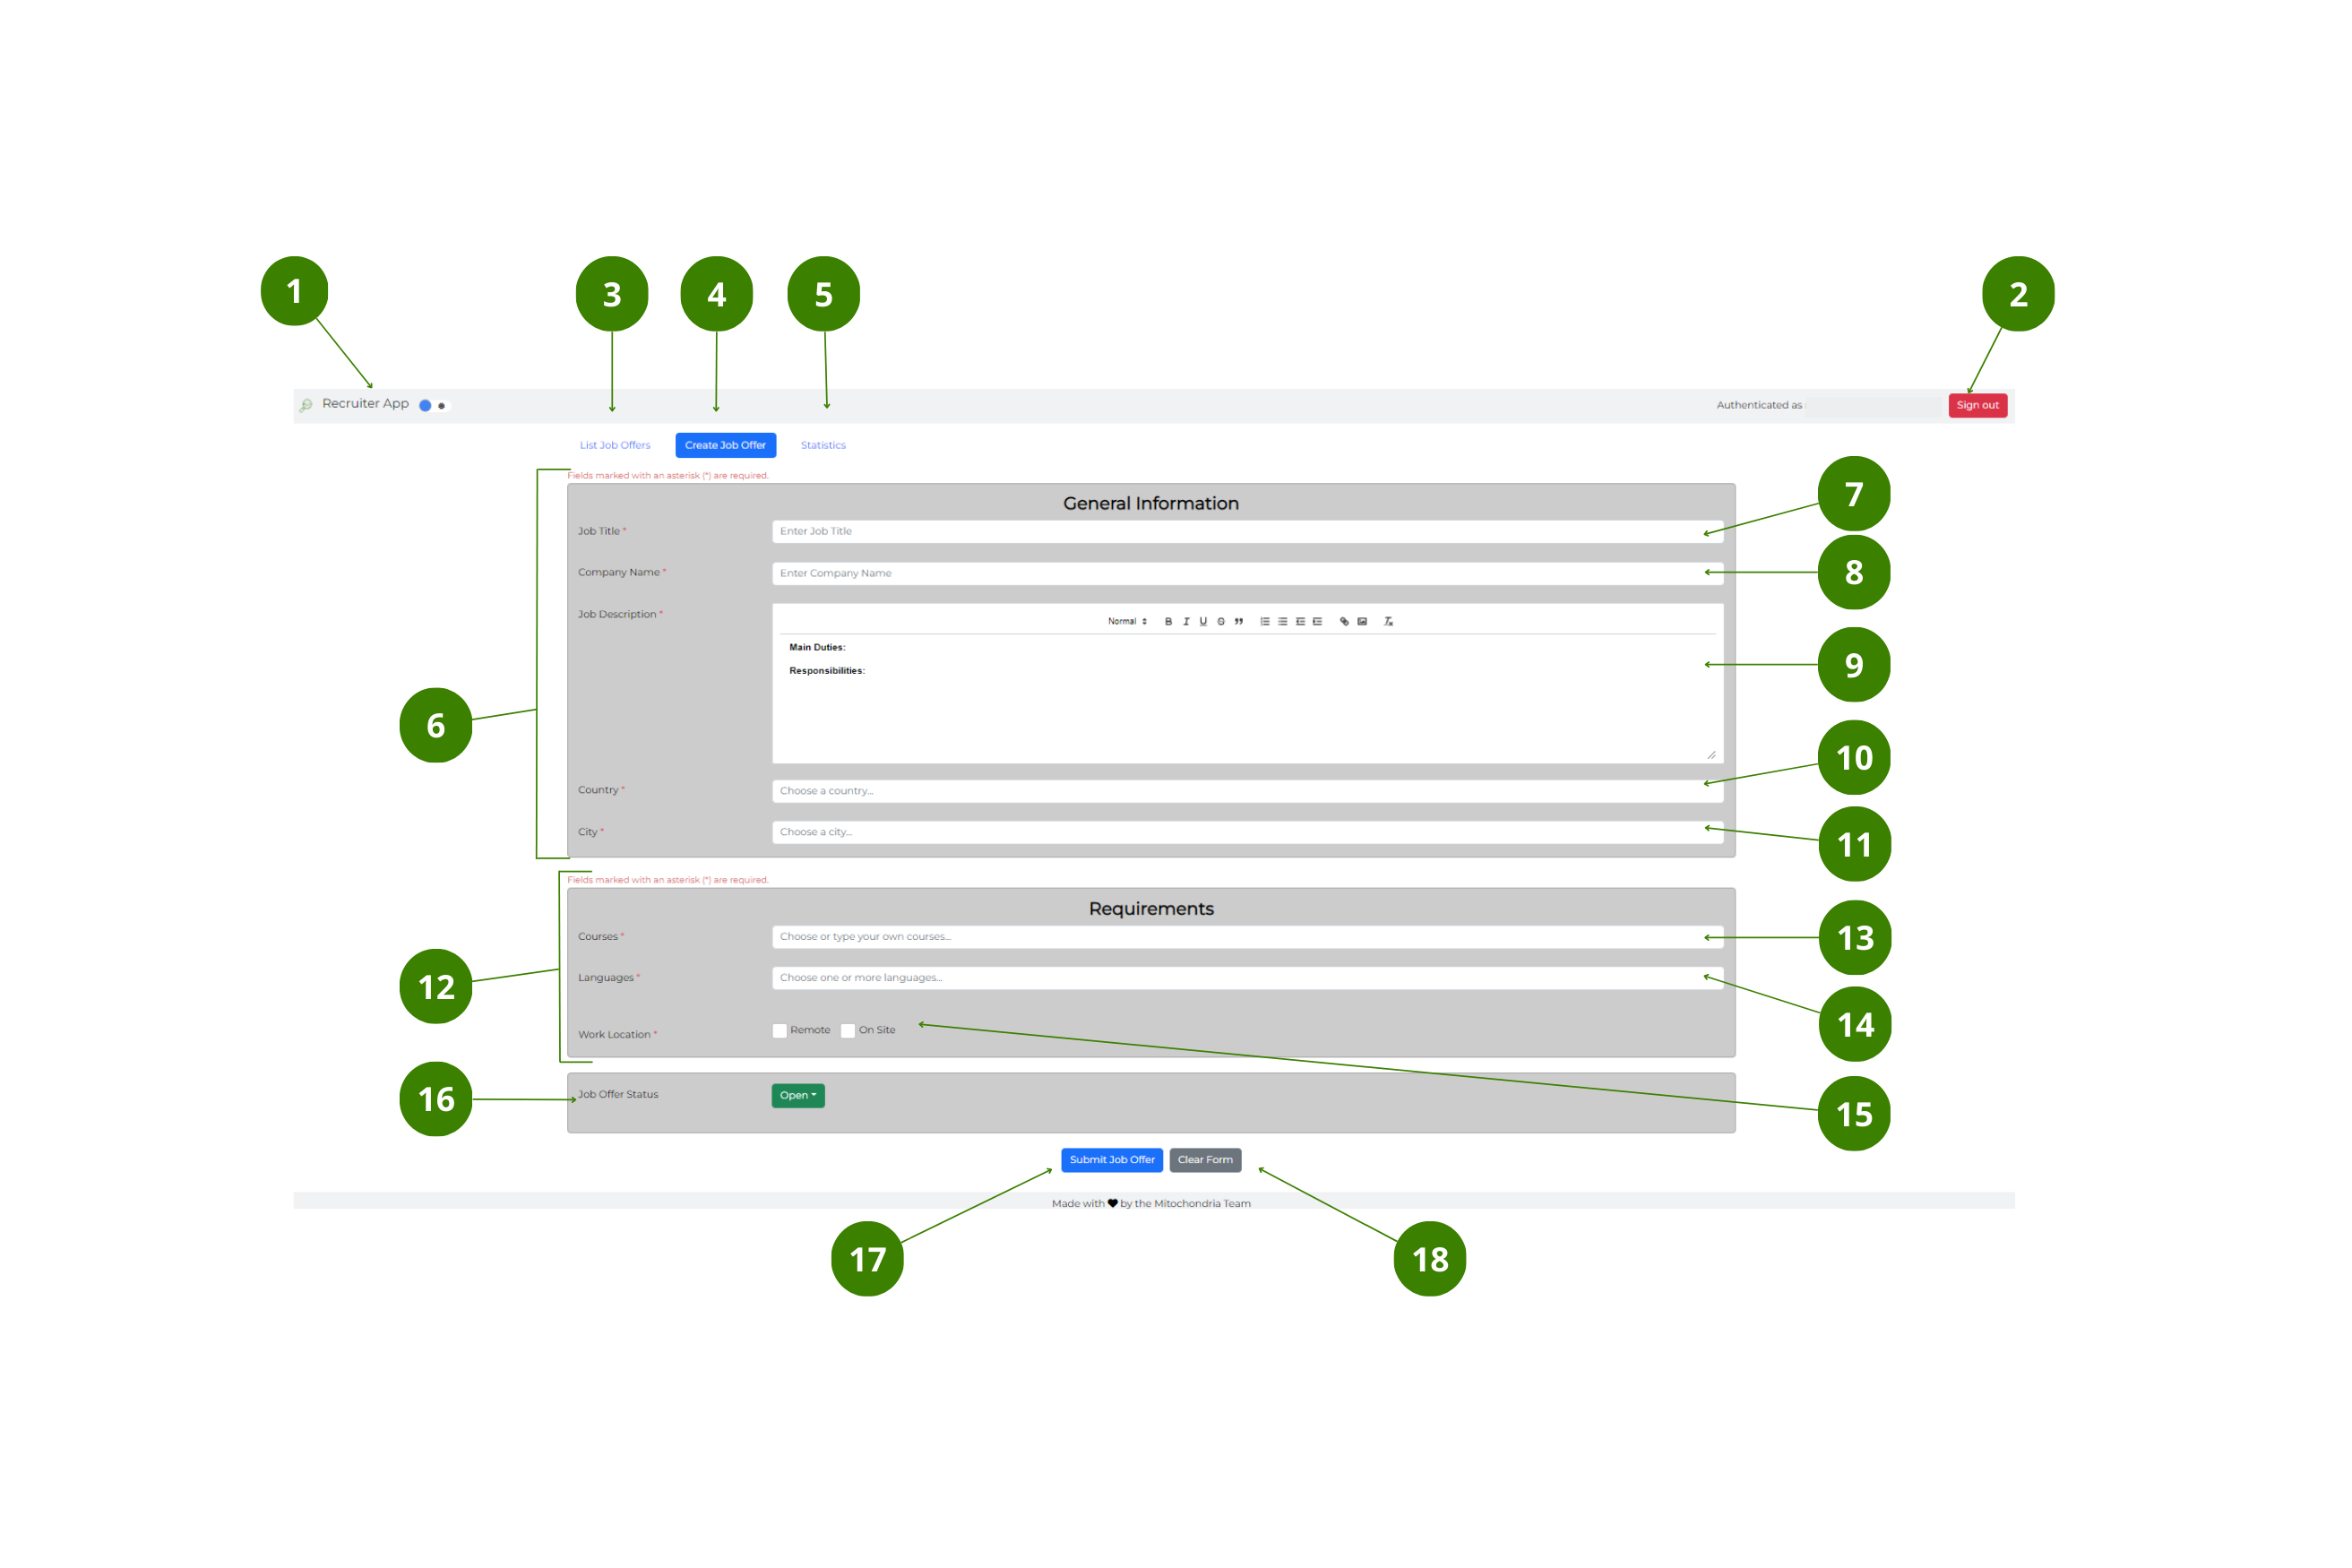 1
3
4
5
2
Recruiter App
Authenticated as
Sign out
List Job Offers
Create Job Offer
Statistics
Fields marked with an asterisk (*) are required.
General Information
7
Job Title *
Enter Job Title
8
Company Name *
Enter Company Name
Job Description *
Normal
Main Duties:
9
Responsibilities:
6
10
Country *
Choose a country...
11
City *
Choose a city...
Fields marked with an asterisk (*) are required.
Requirements
13
Courses *
Choose or type your own courses...
12
Languages *
Choose one or more languages...
14
Work Location *
Remote
On Site
16
Job Offer Status
Open
15
Submit Job Offer
Clear Form
Made with ♥ by the Mitochondria Team
17
18